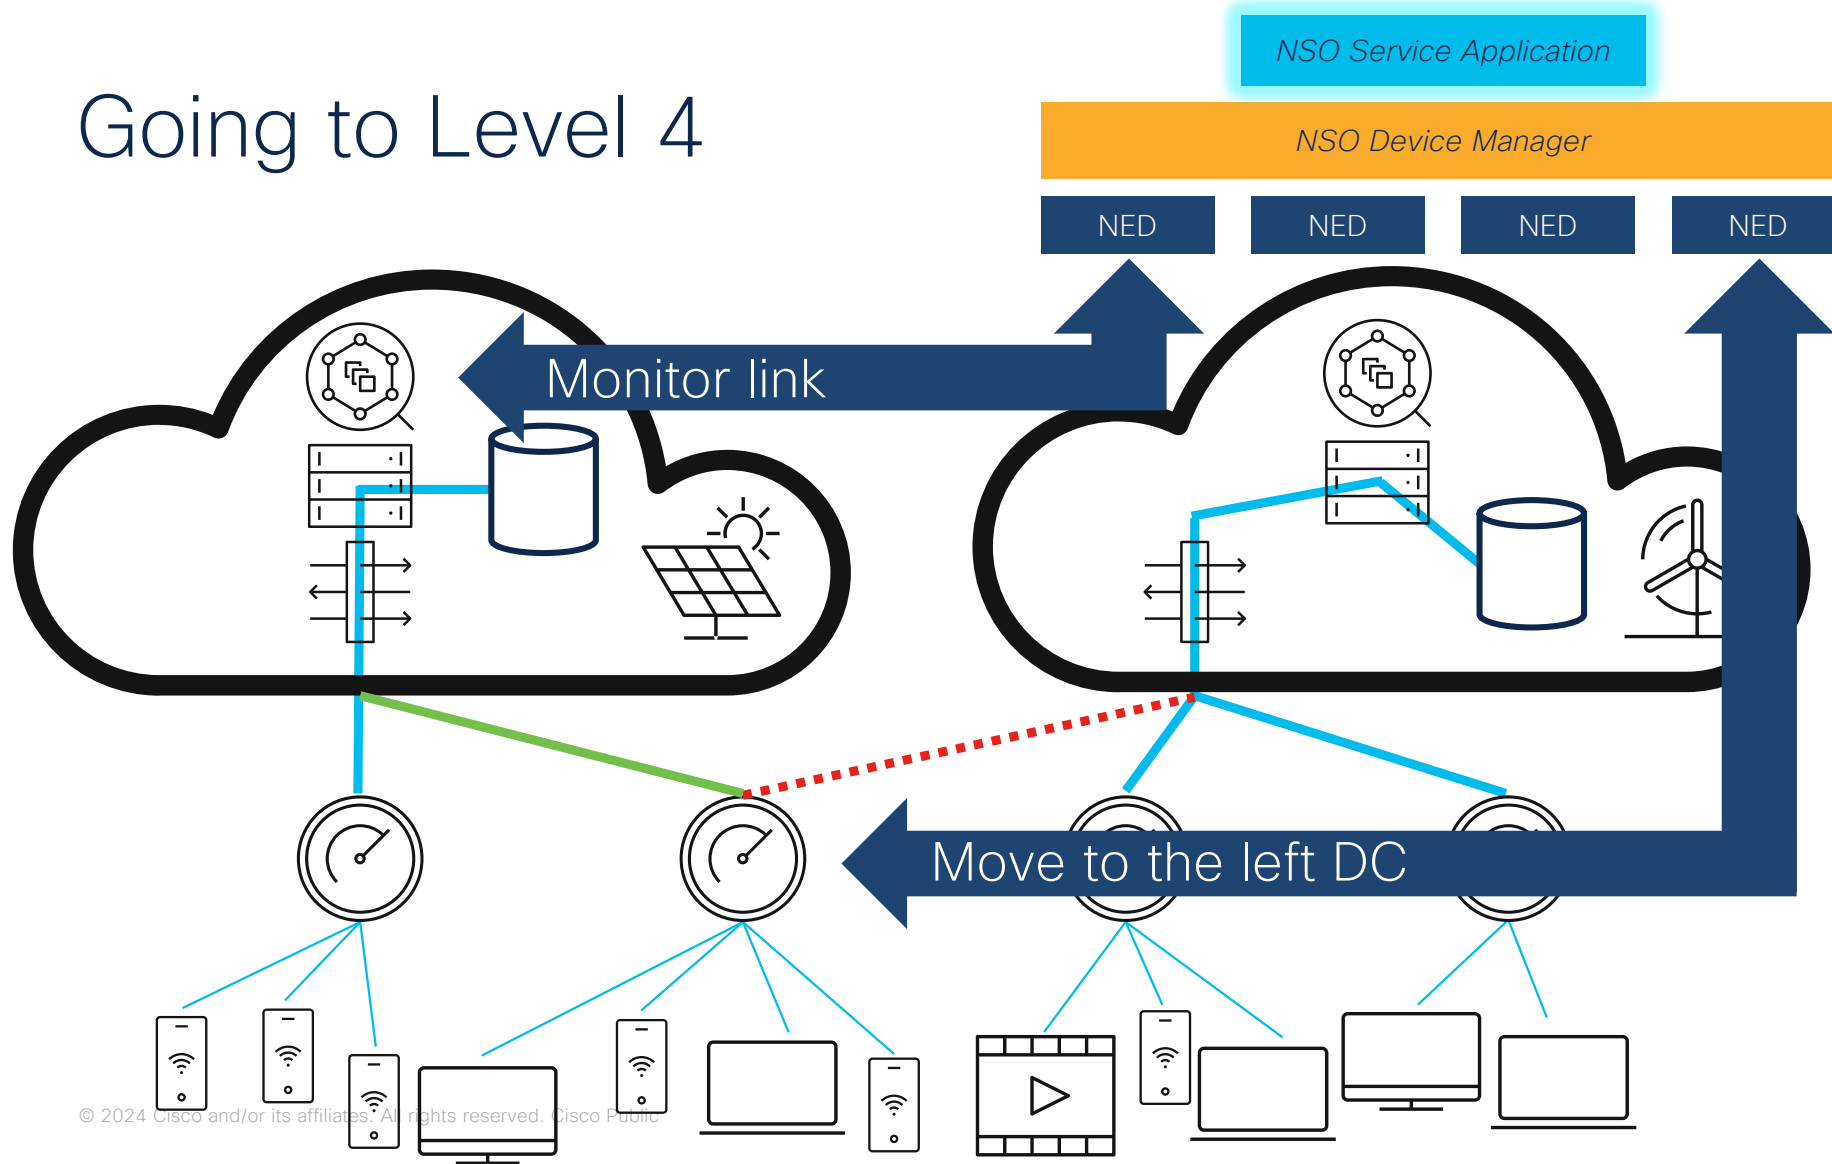 NSO Service Application
Going to Level 4
NSO Device Manager
NED
NED
NED
NED
Monitor link
Move to the left DC
© 2024 Cisco and/or its affiliates. All rights reserved. Cisco Public